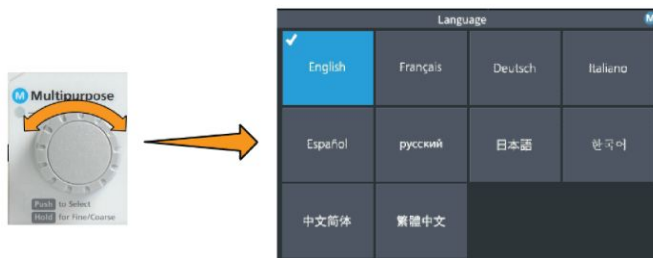 Language
M
M Multipurpose
English
Français
Deutsch
Italiano
Español
русский
日本語
한국어
Push to Select
Hold for Fine/Coarse
中文简体
繁體中文